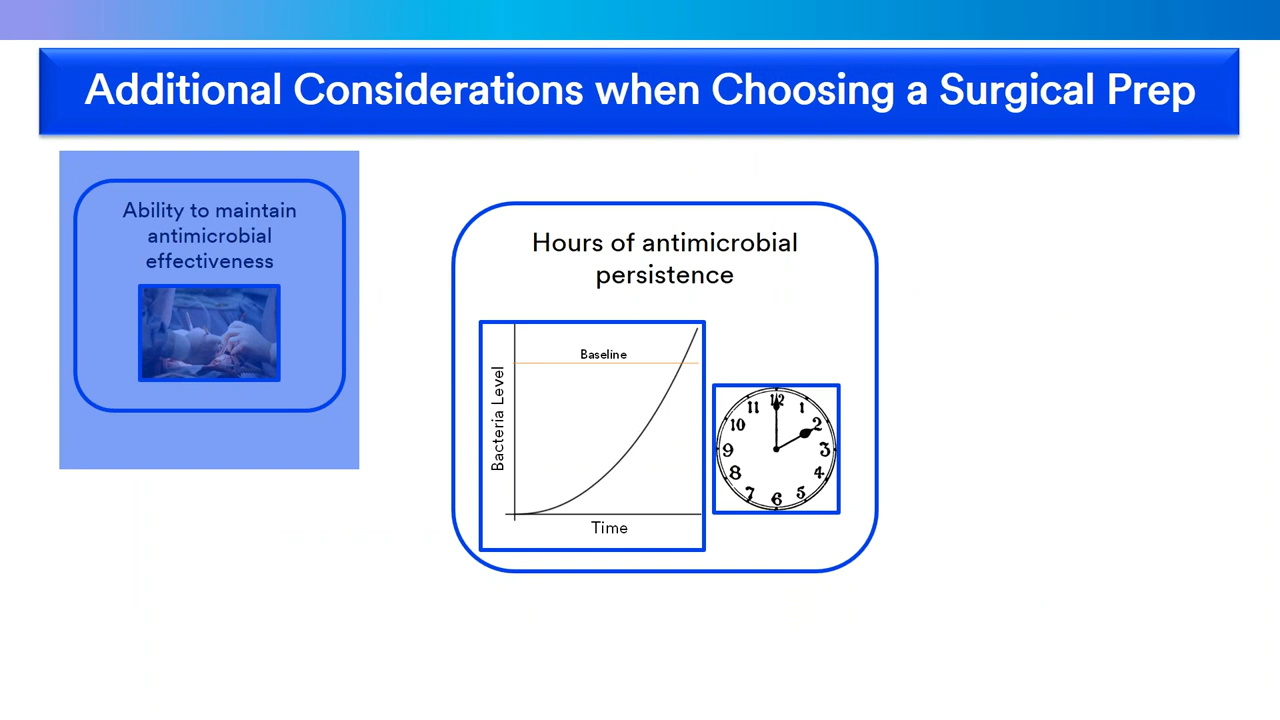 Additional Considerations when Choosing a Surgical Prep
Ability to maintain
antimicrobial
effectiveness
Hours of antimicrobial
persistence
Baseline
Bacteria Level
Time
12
1
2
3
4
5
6
7
8
9
10
11